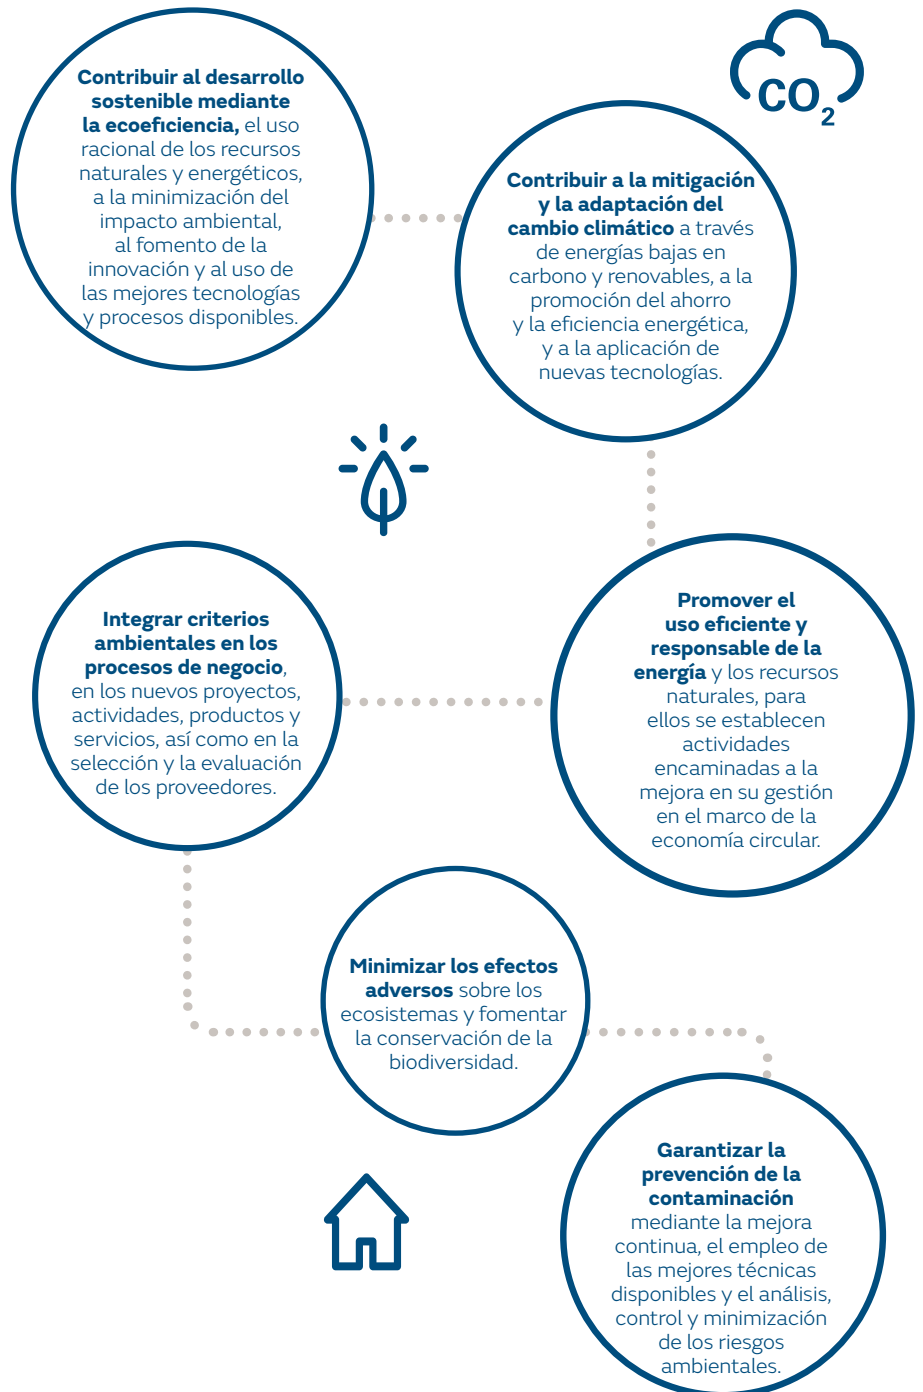 Contribuir al desarrollo
sostenible mediante
la ecoeficiencia, el uso
racional de los recursos
naturales y energéticos,
a la minimización del
impacto ambiental,
al fomento de la
innovación y al uso de
las mejores tecnologías
y procesos disponibles.
CO2
Contribuir a la mitigación
y la adaptación del
cambio climático a través
de energías bajas en
carbono y renovables, a la
promoción del ahorro
y la eficiencia energética,
y a la aplicación de
nuevas tecnologías.
Promover el
uso eficiente y
responsable de la
energía y los recursos
naturales, para
ellos se establecen
actividades
encaminadas a la
mejora en su gestión
en el marco de la
economía circular.
Integrar criterios
ambientales en los
procesos de negocio,
en los nuevos proyectos,
actividades, productos y
servicios, así como en la
selección y la evaluación
de los proveedores.
Minimizar los efectos
adversos sobre los
ecosistemas y fomentar
la conservación de la
biodiversidad.
Garantizar la
prevención de la
contaminación
mediante la mejora
continua, el empleo de
las mejores técnicas
disponibles y el análisis,
control y minimización
de los riesgos
ambientales.